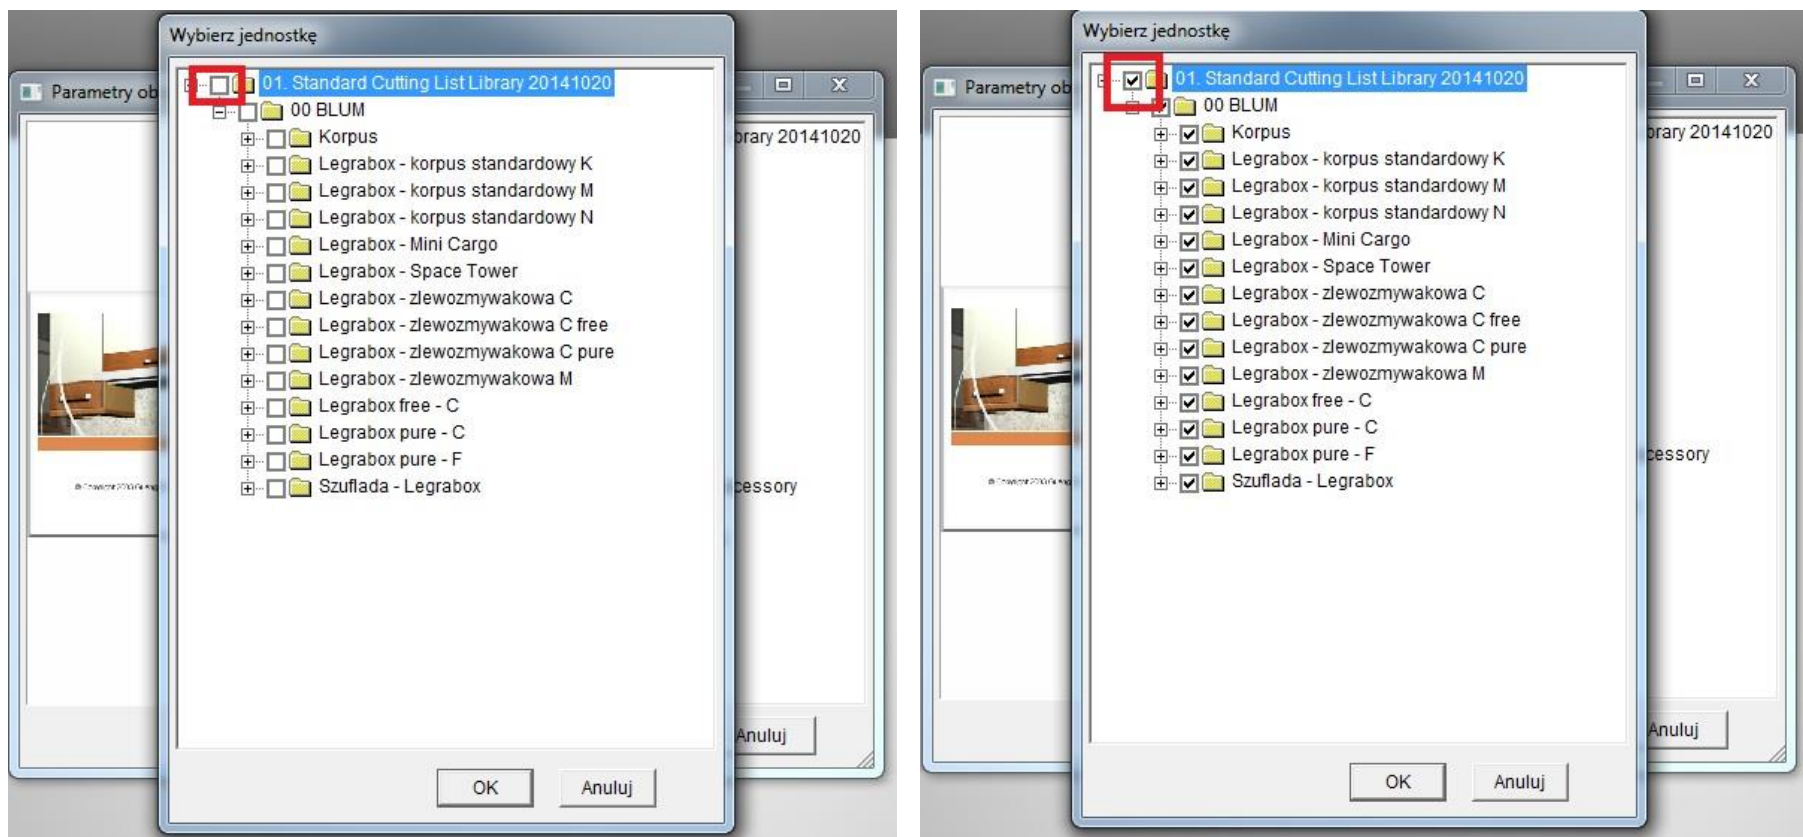 Wybierz jednostkę
Parametry ob
01. Standard Cutting List Library 20141020
00 BLUM
brary 20141020
Korpus
Legrabox - korpus standardowy K
Legrabox - korpus standardowy M
Legrabox - korpus standardowy N
Legrabox - Mini Cargo
Legrabox - Space Tower
Legrabox - zlewozmywakowa C
Legrabox - zlewozmywakowa C free
Legrabox - zlewozmywakowa C pure
Legrabox - zlewozmywakowa M
Legrabox free - C
Legrabox pure - C
Legrabox pure - F
Szuflada - Legrabox
cessory
Anuluj
OK
Anuluj
Wybierz jednostkę
Parametry ob
01. Standard Cutting List Library 20141020
00 BLUM
brary 20141020
Korpus
Legrabox - korpus standardowy K
Legrabox - korpus standardowy M
Legrabox - korpus standardowy N
Legrabox - Mini Cargo
Legrabox - Space Tower
Legrabox - zlewozmywakowa C
Legrabox - zlewozmywakowa C free
Legrabox - zlewozmywakowa C pure
Legrabox - zlewozmywakowa M
Legrabox free - C
Legrabox pure - C
Legrabox pure - F
cessory
Szuflada - Legrabox
Anuluj
OK
Anuluj